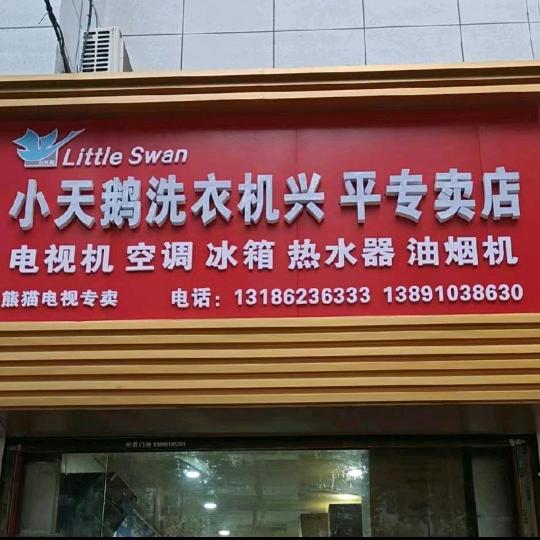 Little Swan
小天鹅洗衣机兴平专卖店
电视机 空调 冰箱 热水器 油烟机
熊猫电视专卖 电话：13186236333 13891038630